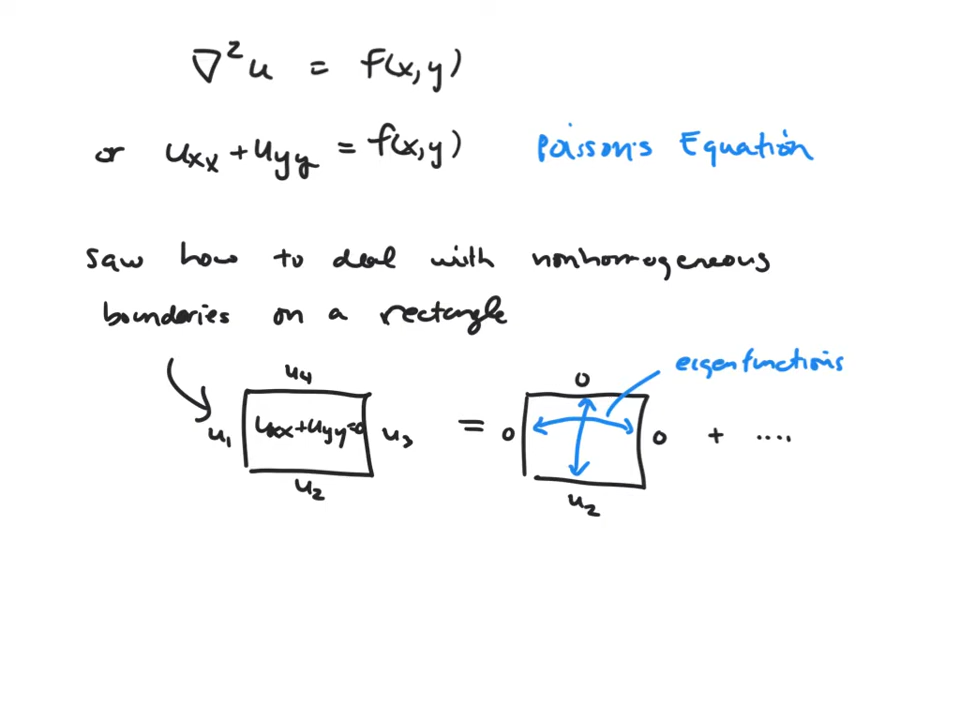 ∇²u = f(x,y)
or uxx + uyy = f(x,y) Poisson's Equation
saw how to deal with nonhomogeneous
boundaries on a rectangle
eigenfunctions
u4 0
u1 uxx+uyy=0 u3 = 0 0 + ....
u2 u2